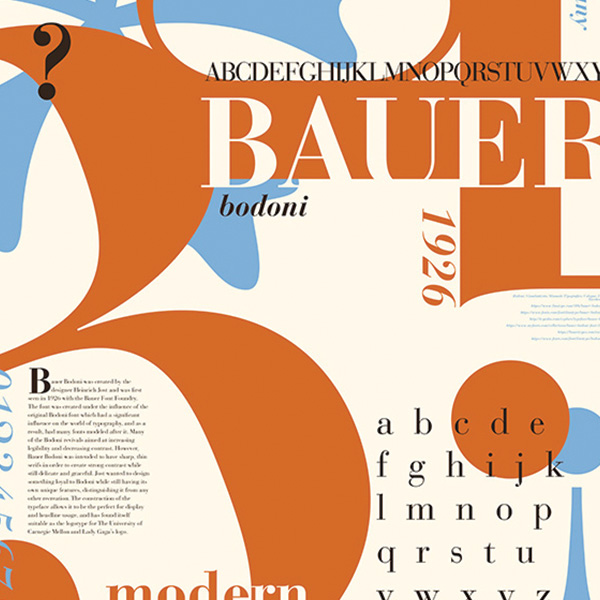 ny
?
ABCDEFGHIJKLMNOPQRSTUVWXY
BAUER
bodoni
1926
Bauer Bodoni was created by the
designer Heinrich Jost and was first
seen in 1926 with the Bauer Font Foundry.
The font was created under the influence of the
original Bodoni font which had a significant
influence on the world of typography, and as a
result, had many fonts modeled after it. Many
of the Bodoni revivals aimed at increasing
legibility and decreasing contrast. However,
Bauer Bodoni was intended to have sharp, thin
serifs in order to create strong contrast while
still delicate and graceful. Jost wanted to design
something loyal to Bodoni while still having its
own unique features, distinguishing it from any
other recreation. The construction of the
typeface allows it to be the perfect for display
and headline usage, and has found itself
suitable as the logotype for The University of
Carnegie Mellon and Lady Gaga's logo.
a b c d e
f g h i j k
l m n o p
q r s t u
v w x y z
modern